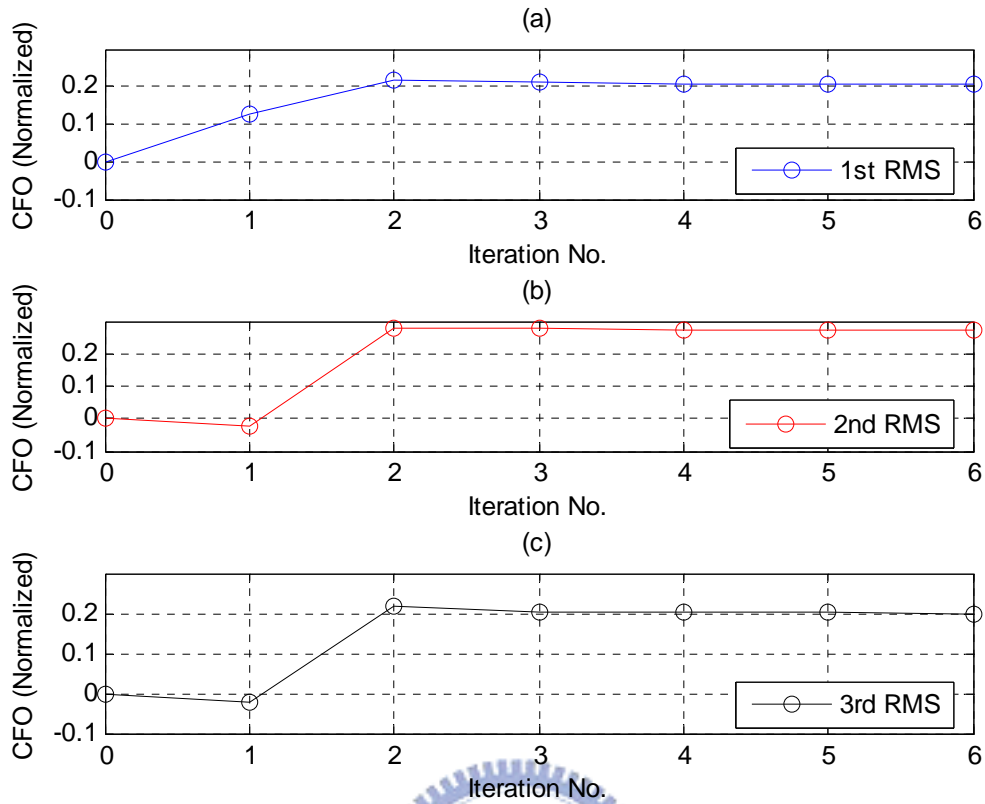 (a)
CFO (Normalized)
0.2
0.1
0
-0.1
0 1 2 3 4 5 6
1st RMS
Iteration No.
(b)
CFO (Normalized)
0.2
0.1
0
-0.1
0 1 2 3 4 5 6
2nd RMS
Iteration No.
(c)
CFO (Normalized)
0.2
0.1
0
-0.1
0 1 2 3 4 5 6
3rd RMS
Iteration No.